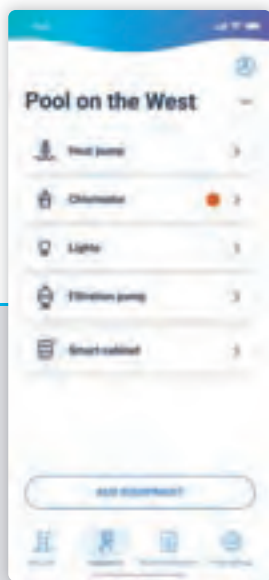 Pool on the West
Heat pump
Chlorinator
Lights
Filtration pump
Smart cabinet
ADD EQUIPMENT